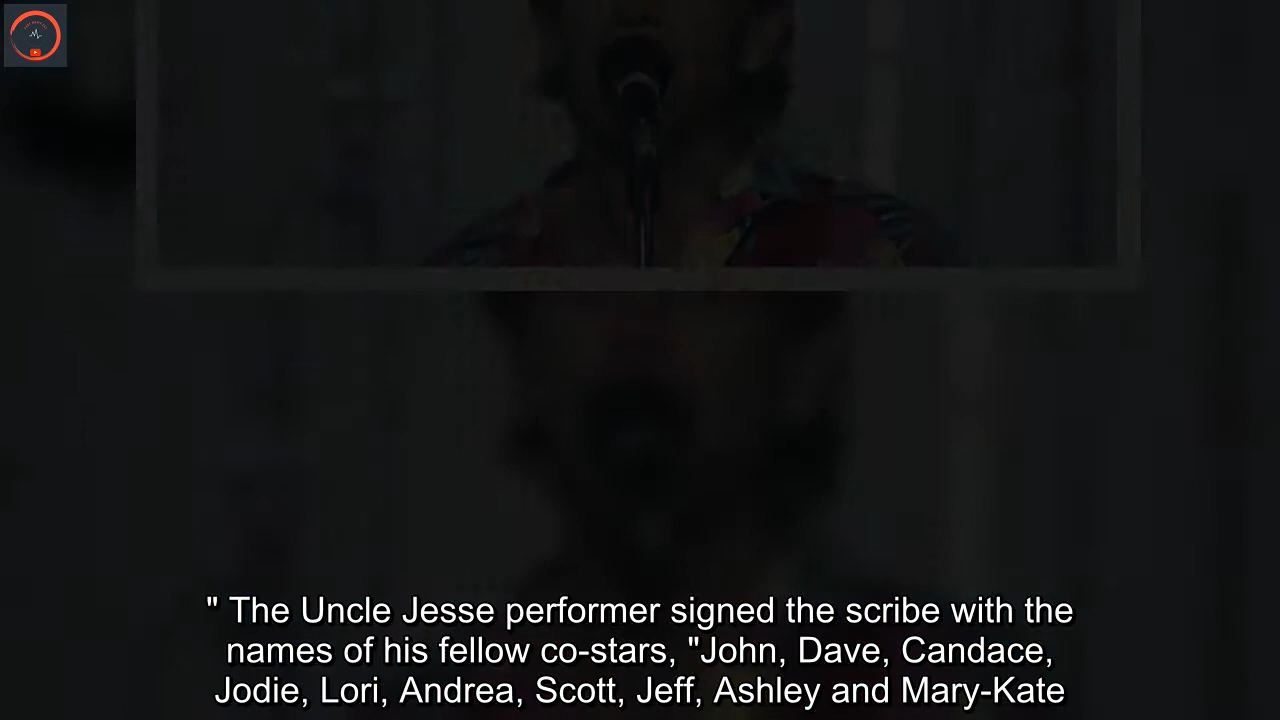 " The Uncle Jesse performer signed the scribe with the
names of his fellow co-stars, "John, Dave, Candace,
Jodie, Lori, Andrea, Scott, Jeff, Ashley and Mary-Kate